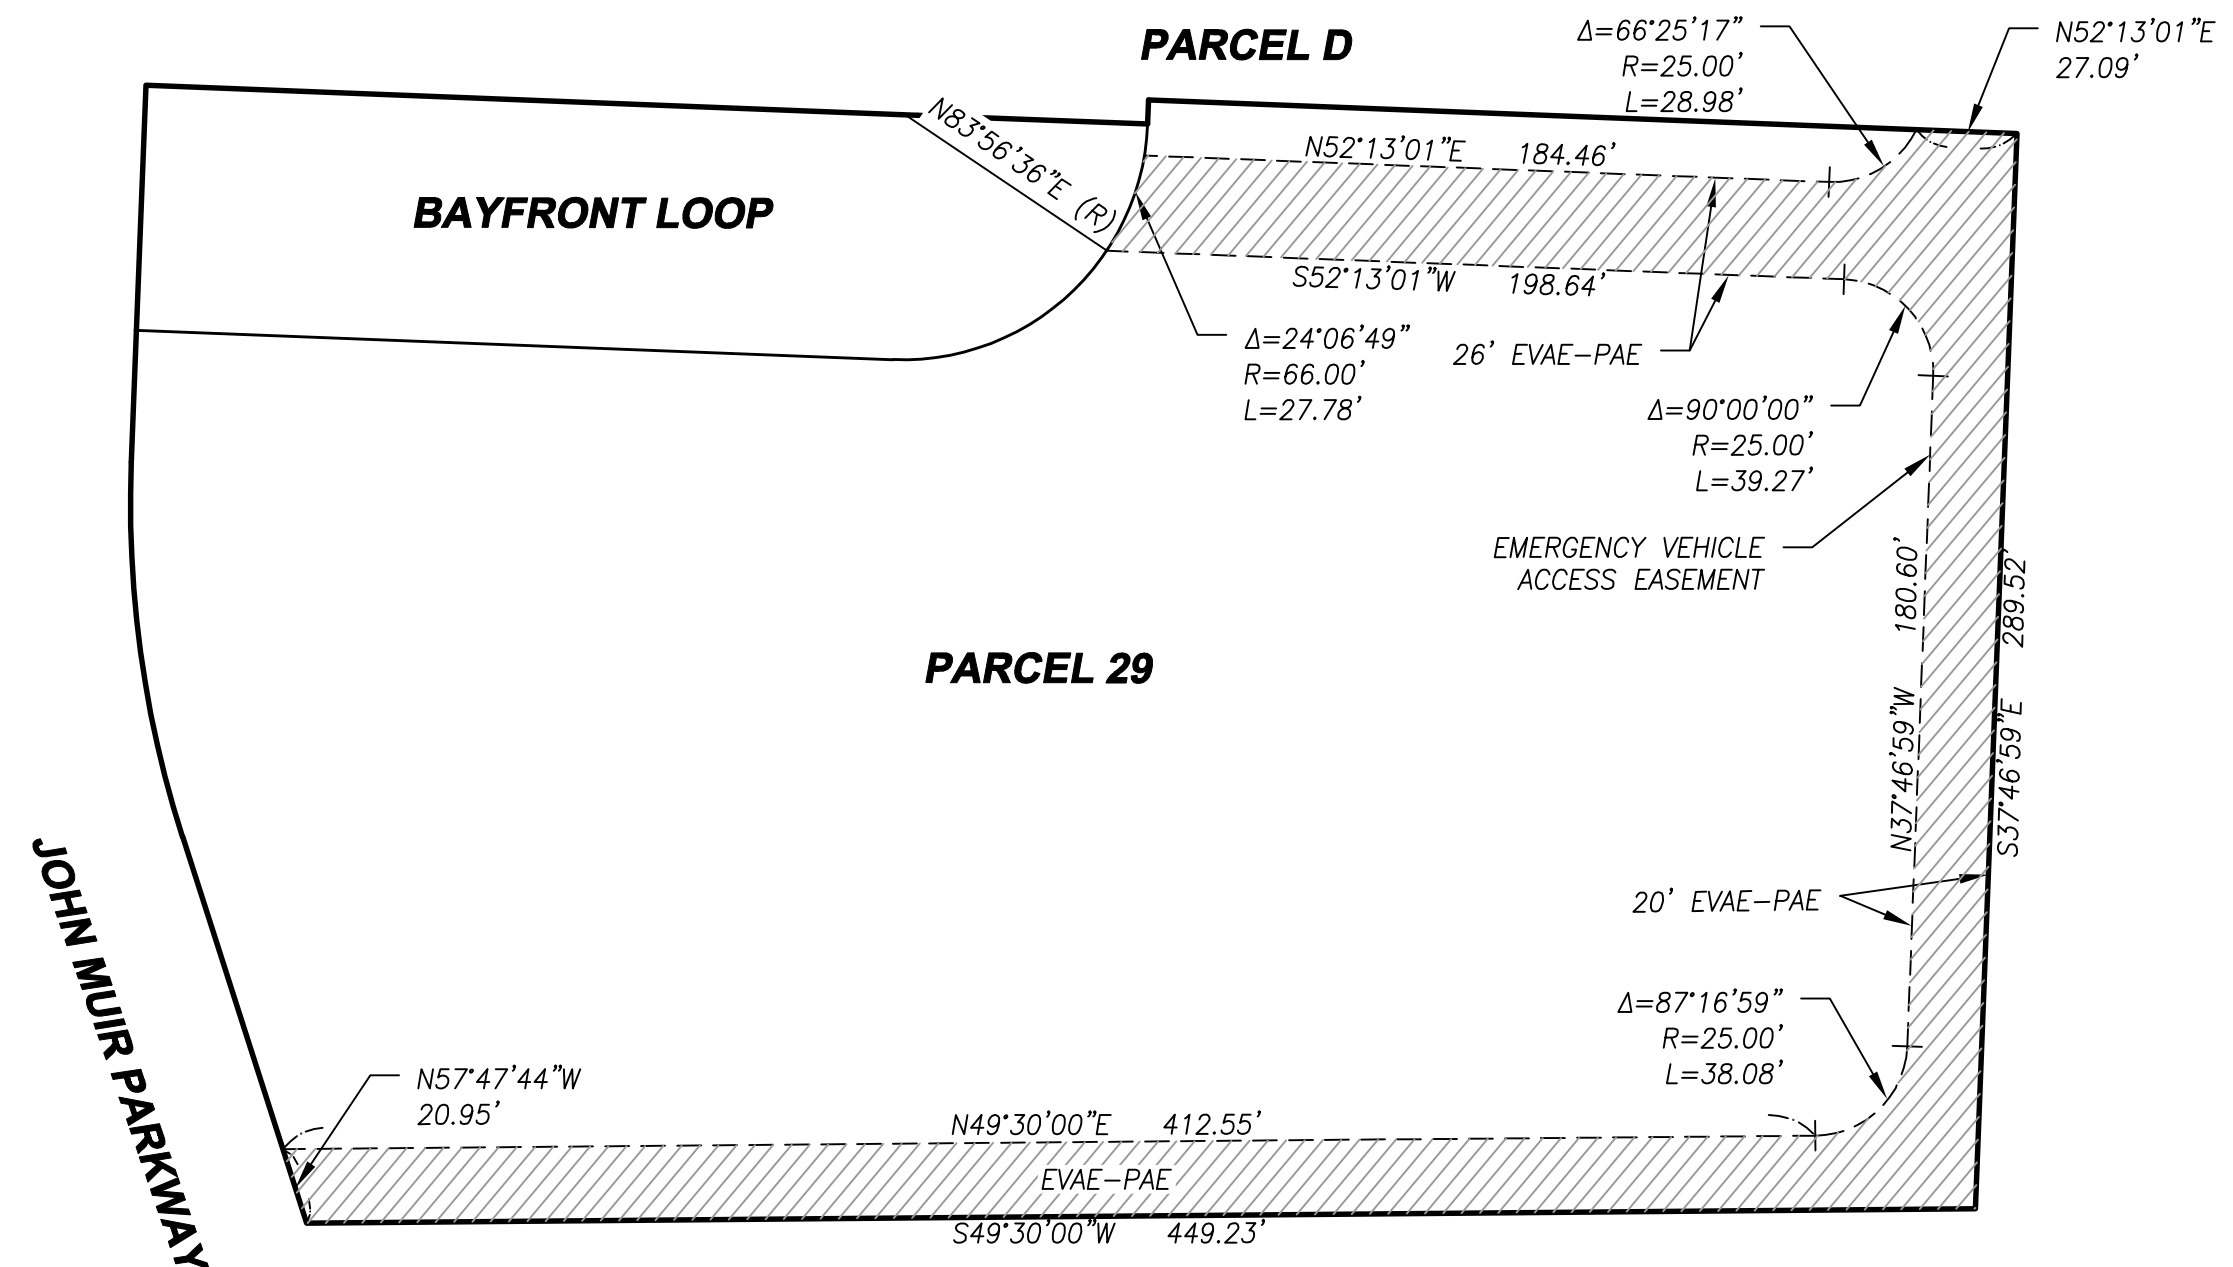 PARCEL D
Δ=66°25'17"
R=25.00'
L=28.98'
N52°13'01"E
27.09'
N83°56'36"E (R)
N52°13'01"E 184.46'
BAYFRONT LOOP
S52°13'01"W 198.64'
Δ=24°06'49"
R=66.00'
L=27.78'
26' EVAE-PAE
Δ=90°00'00"
R=25.00'
L=39.27'
EMERGENCY VEHICLE
ACCESS EASEMENT
N37°46'59"W 180.60'
S37°46'59"E 289.52'
PARCEL 29
20' EVAE-PAE
Δ=87°16'59"
R=25.00'
L=38.08'
JOHN MUIR PARKWAY
N57°47'44"W
20.95'
N49°30'00"E 412.55'
EVAE-PAE
S49°30'00"W 449.23'